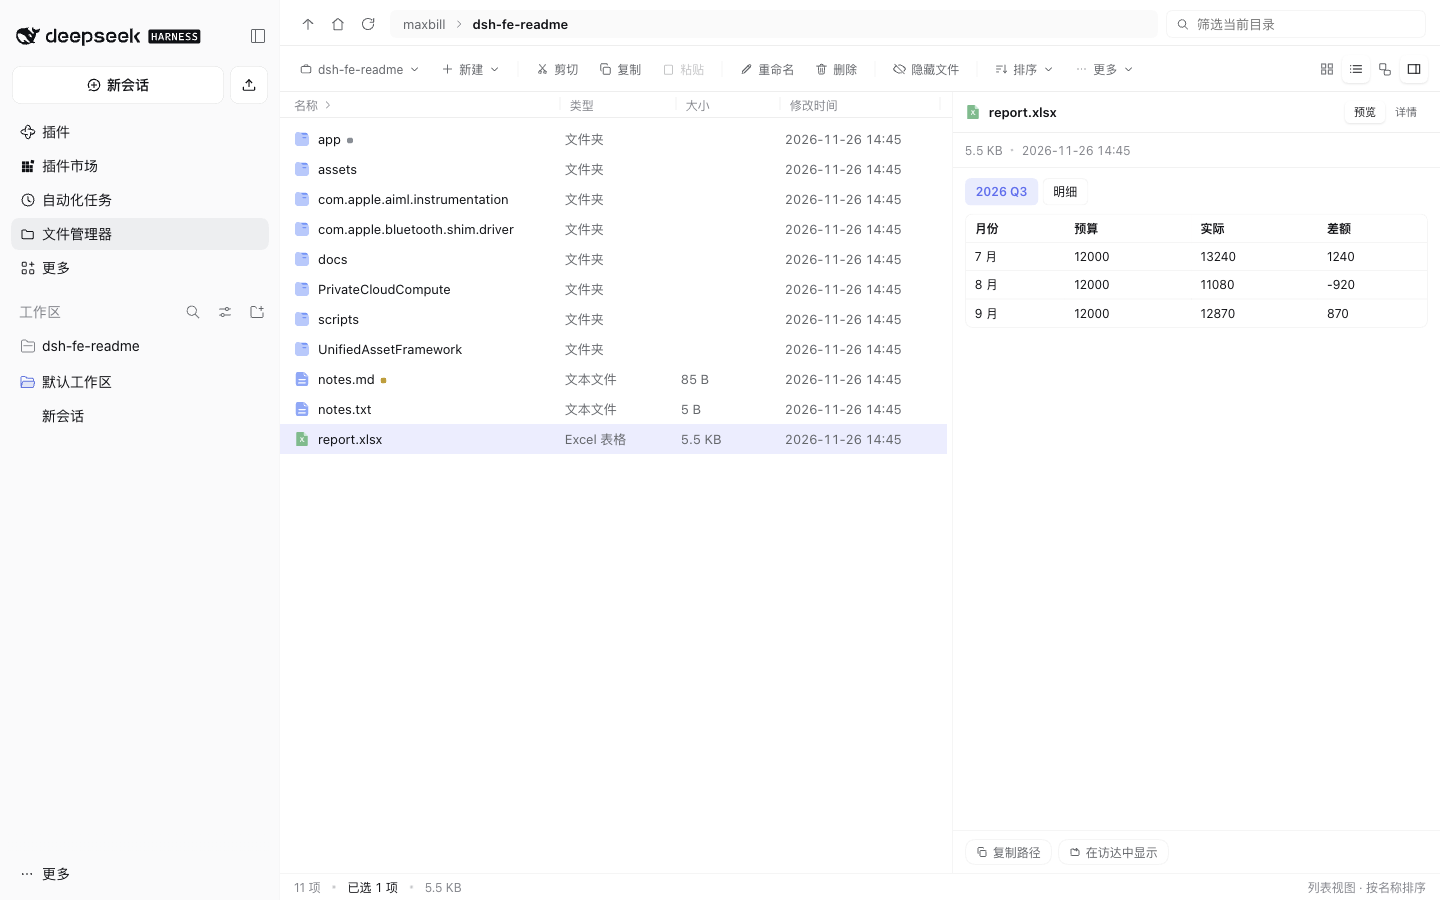 deepseek HARNESS
新会话
插件
插件市场
自动化任务
文件管理器
更多
工作区
dsh-fe-readme
默认工作区
新会话
更多
maxbill dsh-fe-readme
筛选当前目录
dsh-fe-readme 新建 剪切 复制 粘贴 重命名 删除 隐藏文件 排序 更多
名称 类型 大小 修改时间
app 文件夹 2026-11-26 14:45
assets 文件夹 2026-11-26 14:45
com.apple.aiml.instrumentation 文件夹 2026-11-26 14:45
com.apple.bluetooth.shim.driver 文件夹 2026-11-26 14:45
docs 文件夹 2026-11-26 14:45
PrivateCloudCompute 文件夹 2026-11-26 14:45
scripts 文件夹 2026-11-26 14:45
UnifiedAssetFramework 文件夹 2026-11-26 14:45
notes.md 文本文件 85 B 2026-11-26 14:45
notes.txt 文本文件 5 B 2026-11-26 14:45
report.xlsx Excel 表格 5.5 KB 2026-11-26 14:45
report.xlsx 预览 详情
5.5 KB · 2026-11-26 14:45
2026 Q3 明细
月份 预算 实际 差额
7 月 12000 13240 1240
8 月 12000 11080 -920
9 月 12000 12870 870
复制路径 在访达中显示
11 项 • 已选 1 项 • 5.5 KB
列表视图 · 按名称排序